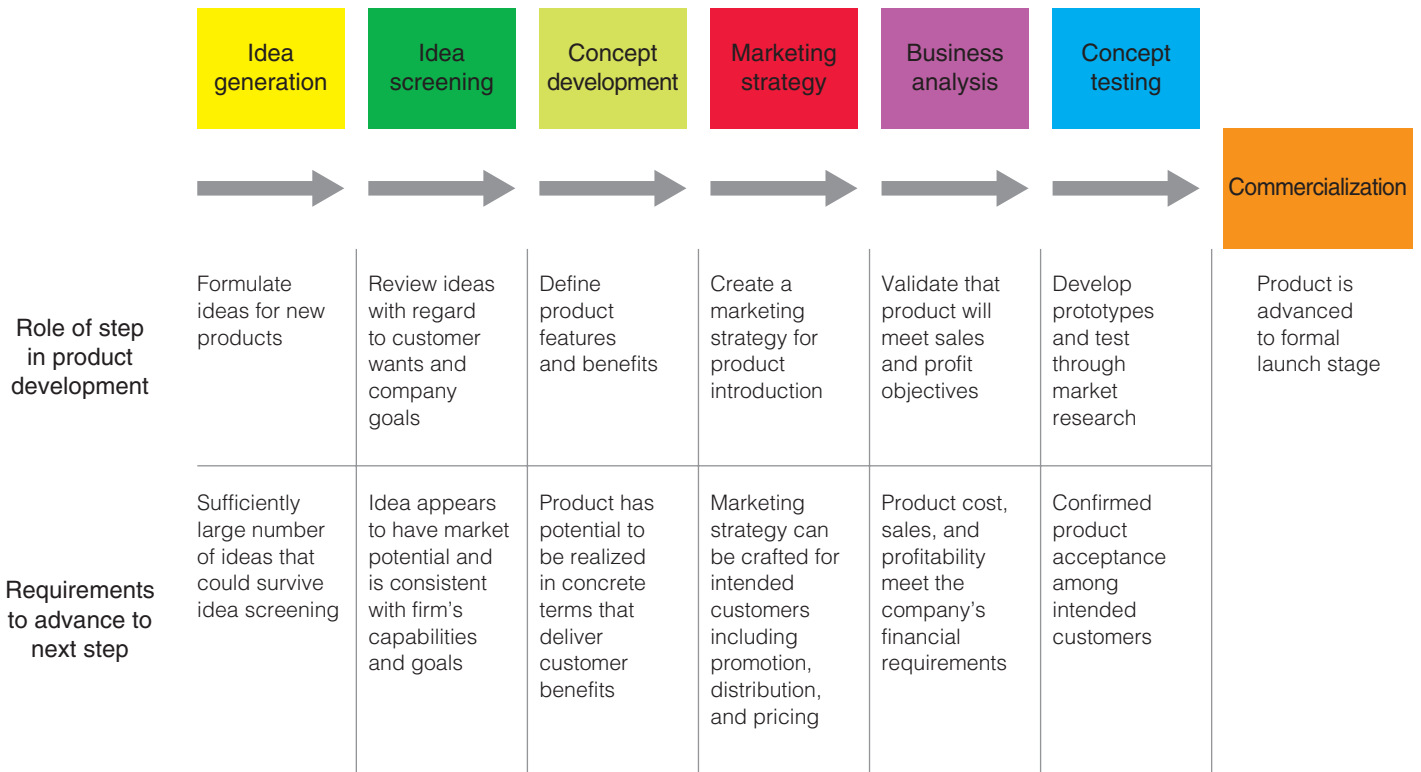 Idea
generation
Idea
screening
Concept
development
Marketing
strategy
Business
analysis
Concept
testing
Commercialization
Role of step
in product
development
Formulate
ideas for new
products
Review ideas
with regard
to customer
wants and
company
goals
Define
product
features
and benefits
Create a
marketing
strategy for
product
introduction
Validate that
product will
meet sales
and profit
objectives
Develop
prototypes
and test
through
market
research
Product is
advanced
to formal
launch stage
Requirements
to advance to
next step
Sufficiently
large number
of ideas that
could survive
idea screening
Idea appears
to have market
potential and
is consistent
with firm’s
capabilities
and goals
Product has
potential to
be realized
in concrete
terms that
deliver
customer
benefits
Marketing
strategy can
be crafted for
intended
customers
including
promotion,
distribution,
and pricing
Product cost,
sales, and
profitability
meet the
company’s
financial
requirements
Confirmed
product
acceptance
among
intended
customers